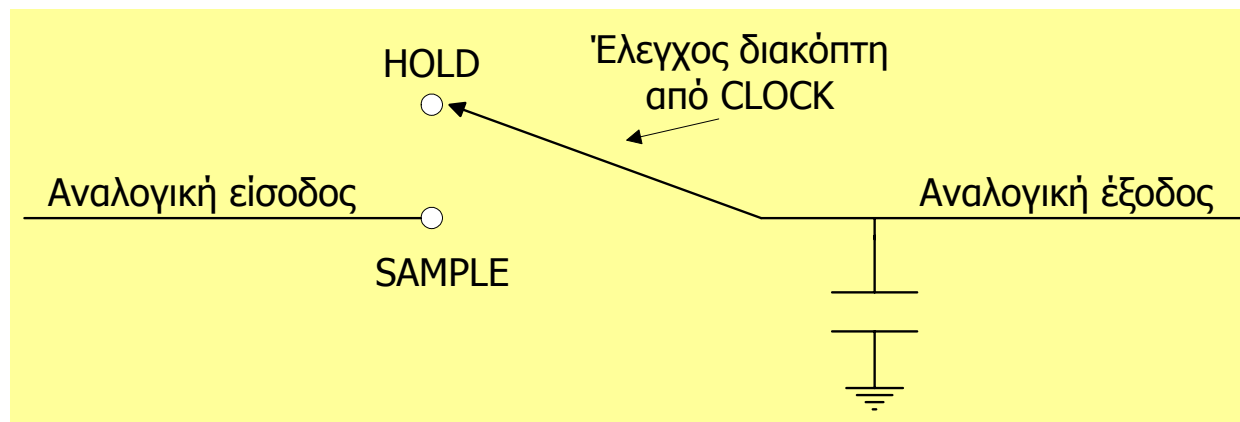 HOLD
Έλεγχος διακόπτη
από CLOCK
Αναλογική είσοδος
Αναλογική έξοδος
SAMPLE